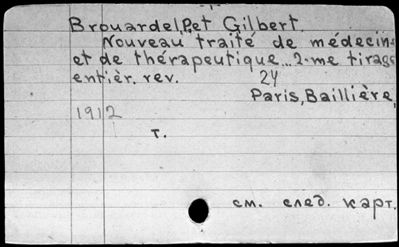 Brouardel,P.et Gilbert.
Nouveau traité de médecine
et de thérapeutique...2-me tirage
entièr. rev. 24
Paris,Baillière,
1912
т.
см. след. карт.